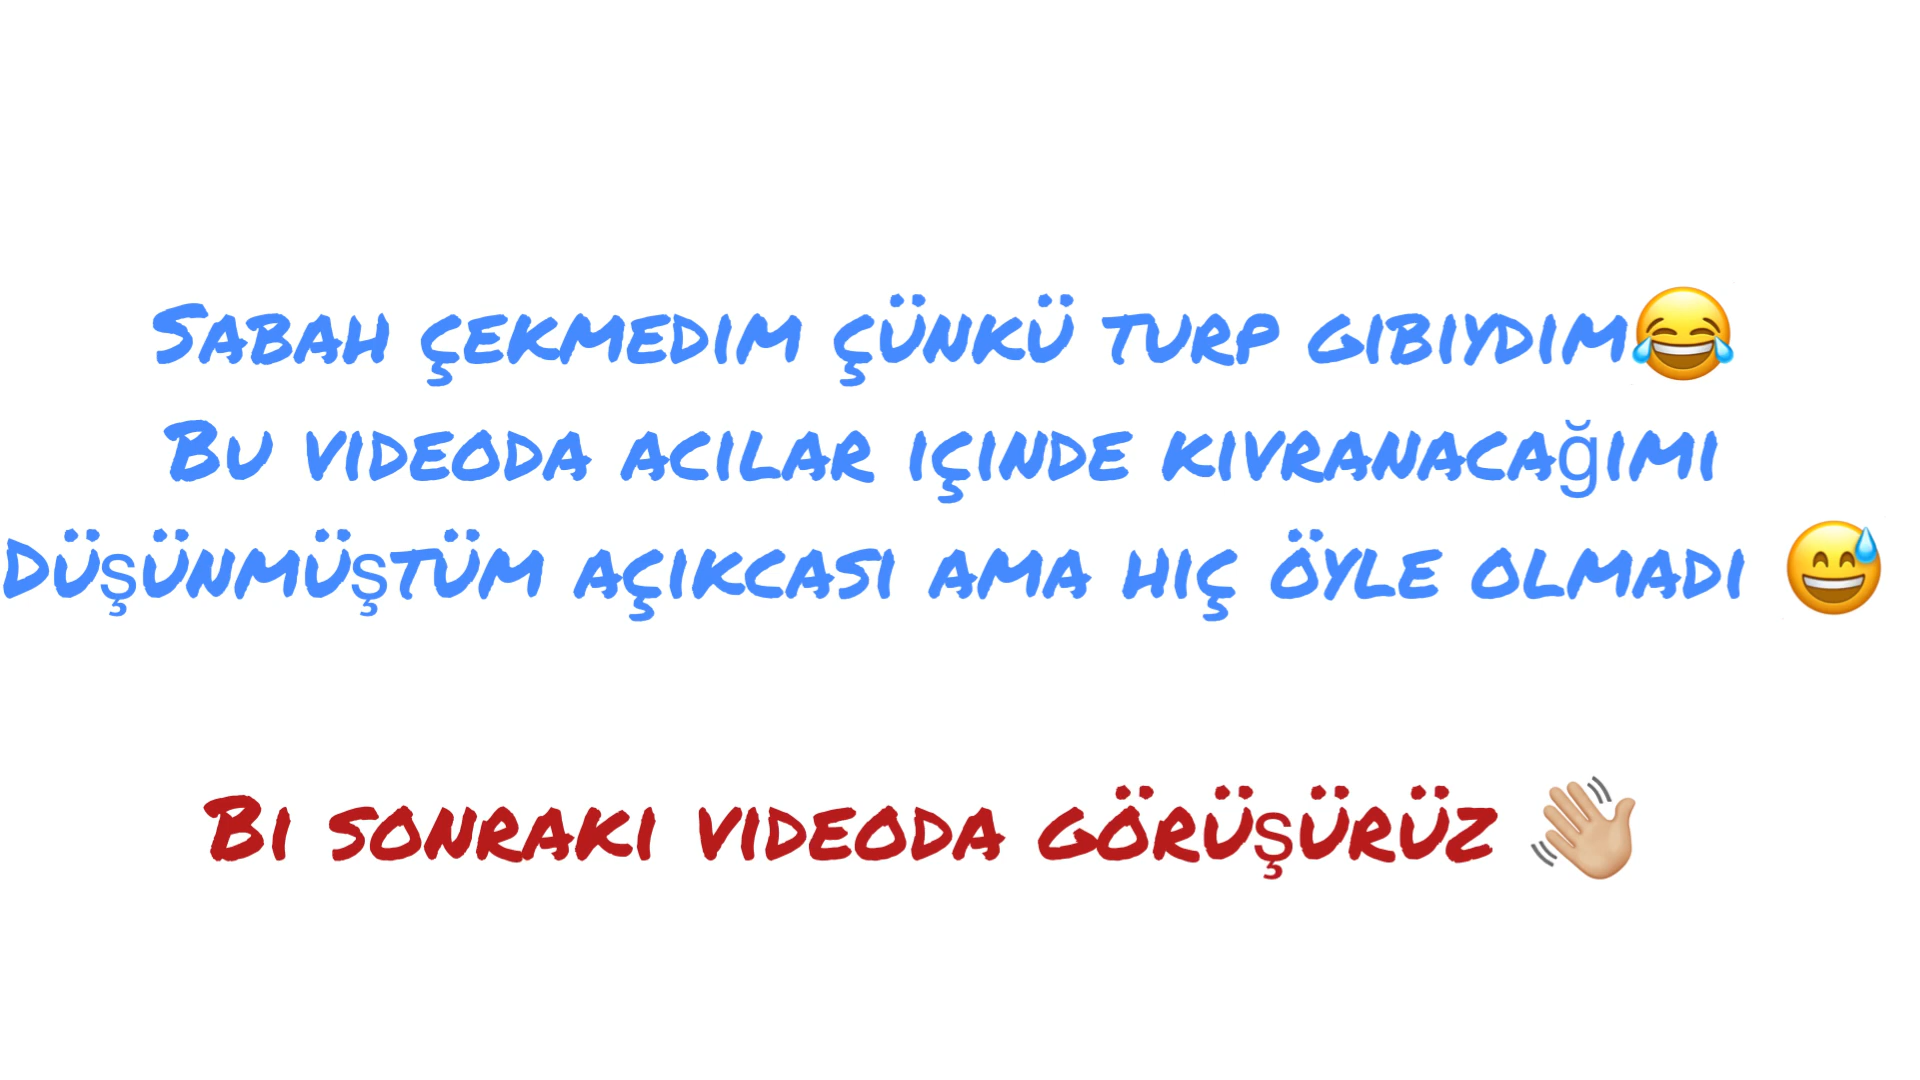 Sabah çekmedim çünkü turp gibiydim😂
Bu videoda acılar içinde kıvranacağımı
Düşünmüştüm açıkcası ama hiç öyle olmadı 😅
Bi sonraki videoda görüşürüz 👋🏼